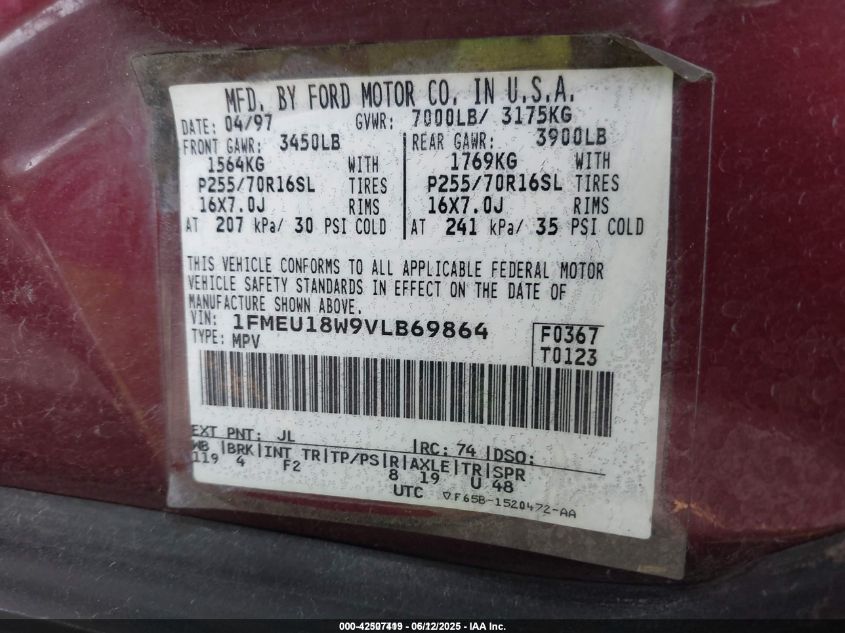 MFD. BY FORD MOTOR CO. IN U.S.A.
DATE: 04/97 GVWR: 7000LB/ 3175KG
FRONT GAWR: 3450LB REAR GAWR: 3900LB
1564KG WITH 1769KG WITH
P255/70R16SL TIRES P255/70R16SL TIRES
16X7.0J RIMS 16X7.0J RIMS
AT 207 kPa/ 30 PSI COLD AT 241 kPa/ 35 PSI COLD
THIS VEHICLE CONFORMS TO ALL APPLICABLE FEDERAL MOTOR
VEHICLE SAFETY STANDARDS IN EFFECT ON THE DATE OF
MANUFACTURE SHOWN ABOVE.
VIN: 1FMEU18W9VLB69864 F0367
TYPE: MPV T0123
EXT PNT: JL RC: 74 DSO:
WB BRK INT TR TP/PS R AXLE TR SPR
119 4 F2 8 19 U 48
UTC ▽F65B-1520472-AA
06/12/2025 - IAA Inc.